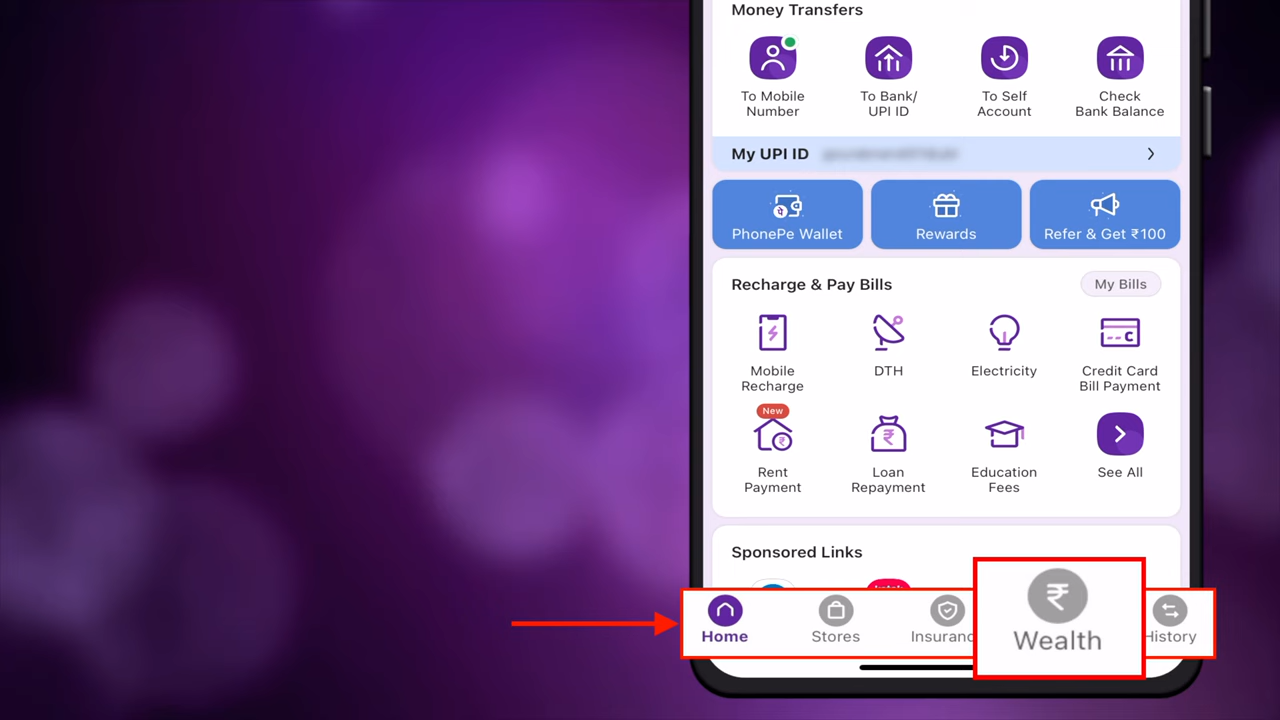 Money Transfers
To Mobile
Number
To Bank/
UPI ID
To Self
Account
Check
Bank Balance
My UPI ID
PhonePe Wallet
Rewards
Refer & Get ₹100
Recharge & Pay Bills
My Bills
Mobile
Recharge
DTH
Electricity
Credit Card
Bill Payment
New
Rent
Payment
Loan
Repayment
Education
Fees
See All
Sponsored Links
Home
Stores
Insuranc
Wealth
History